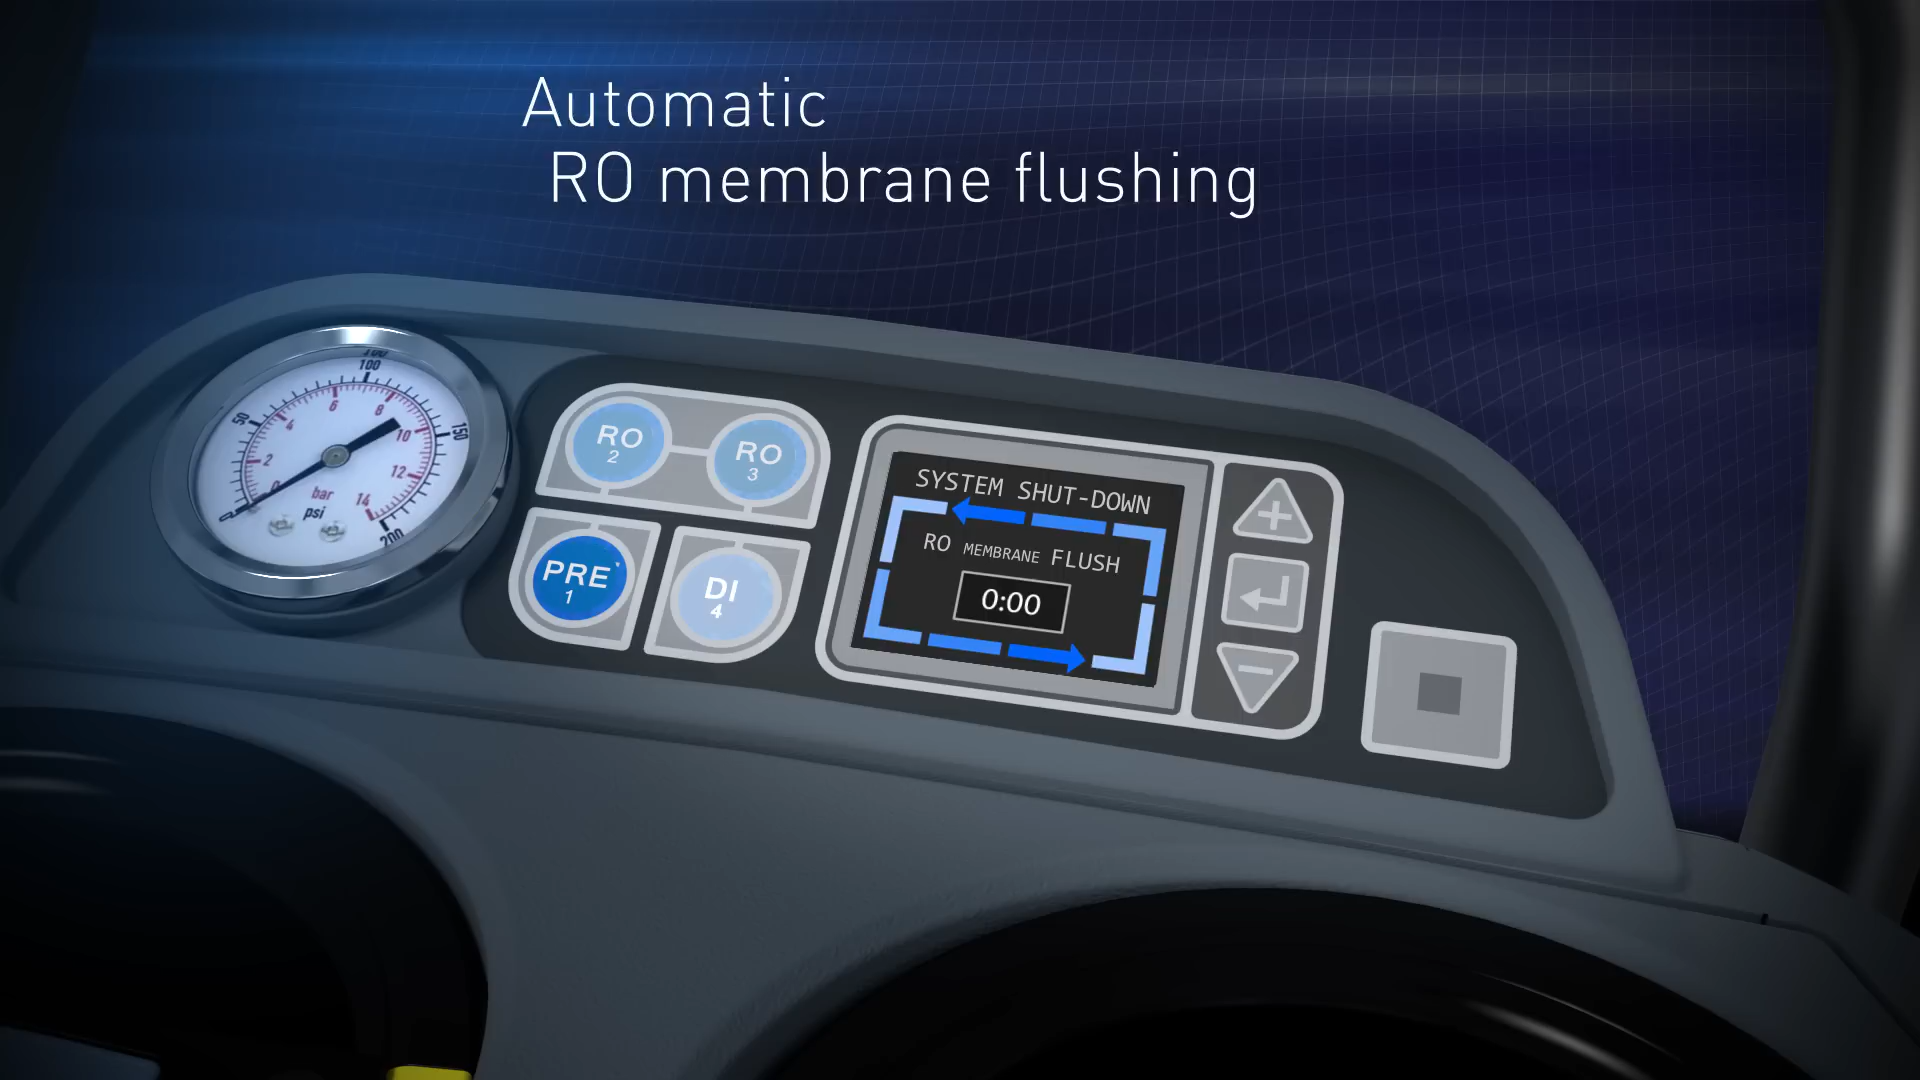 Automatic
RO membrane flushing
100
50
150
200
0
2
4
6
8
10
12
14
bar
psi
RO
2
RO
3
PRE
1
DI
4
SYSTEM SHUT-DOWN
RO MEMBRANE FLUSH
0:00
+
−